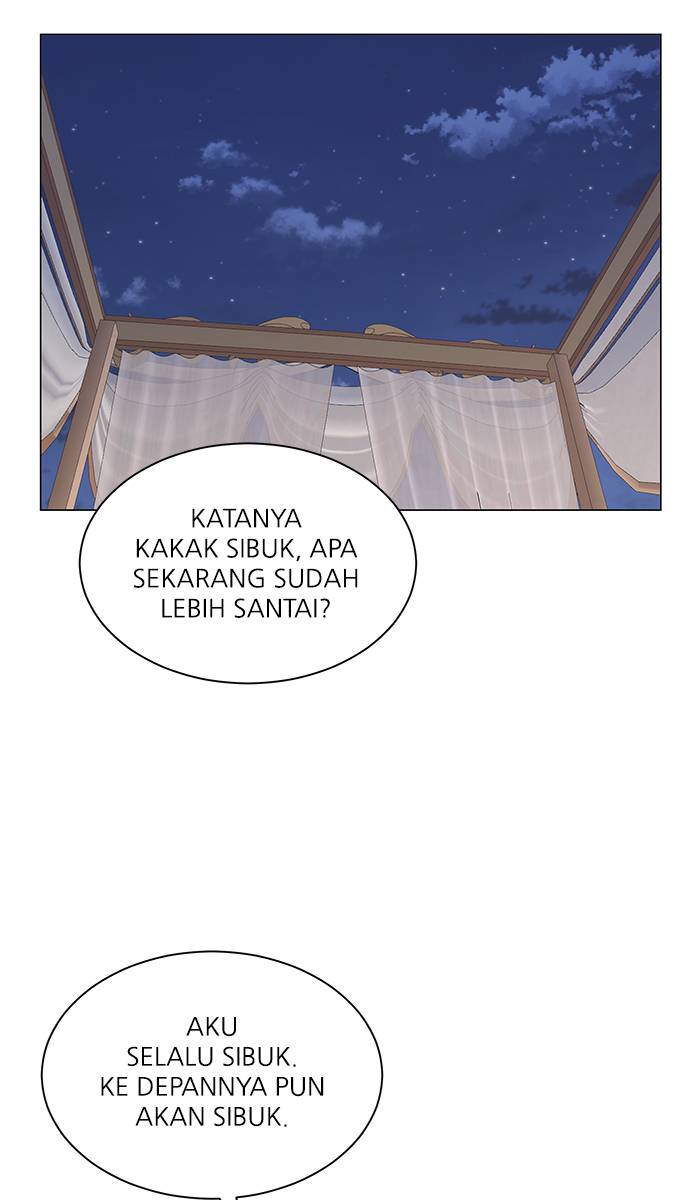 KATANYA
KAKAK SIBUK, APA
SEKARANG SUDAH
LEBIH SANTAI?
AKU
SELALU SIBUK.
KE DEPANNYA PUN
AKAN SIBUK.